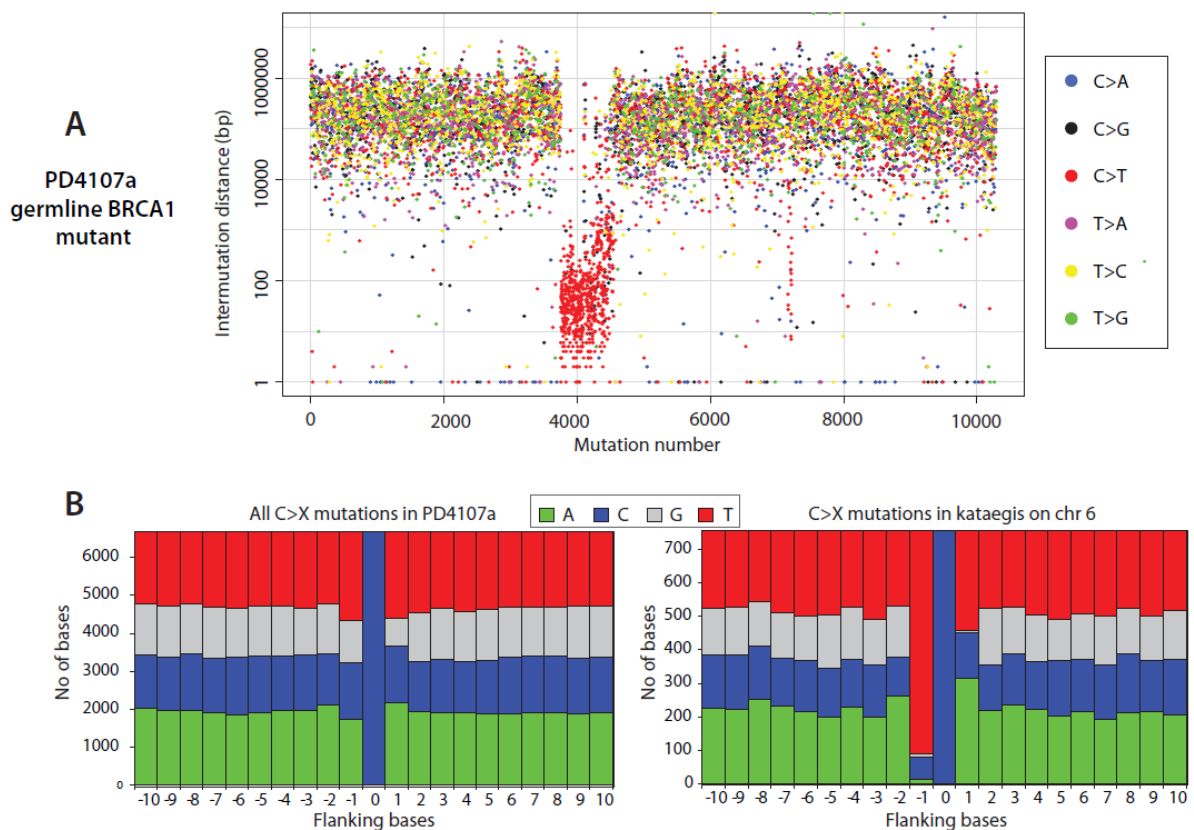 A
PD4107a
germline BRCA1
mutant
Intermutation distance (bp)
1000000
10000
100
1
0 2000 4000 6000 8000 10000
Mutation number
C>A
C>G
C>T
T>A
T>C
T>G
B
A C G T
All C>X mutations in PD4107a
No of bases
6000
5000
4000
3000
2000
1000
0
-10 -9 -8 -7 -6 -5 -4 -3 -2 -1 0 1 2 3 4 5 6 7 8 9 10
Flanking bases
C>X mutations in kataegis on chr 6
No of bases
700
600
500
400
300
200
100
0
-10 -9 -8 -7 -6 -5 -4 -3 -2 -1 0 1 2 3 4 5 6 7 8 9 10
Flanking bases